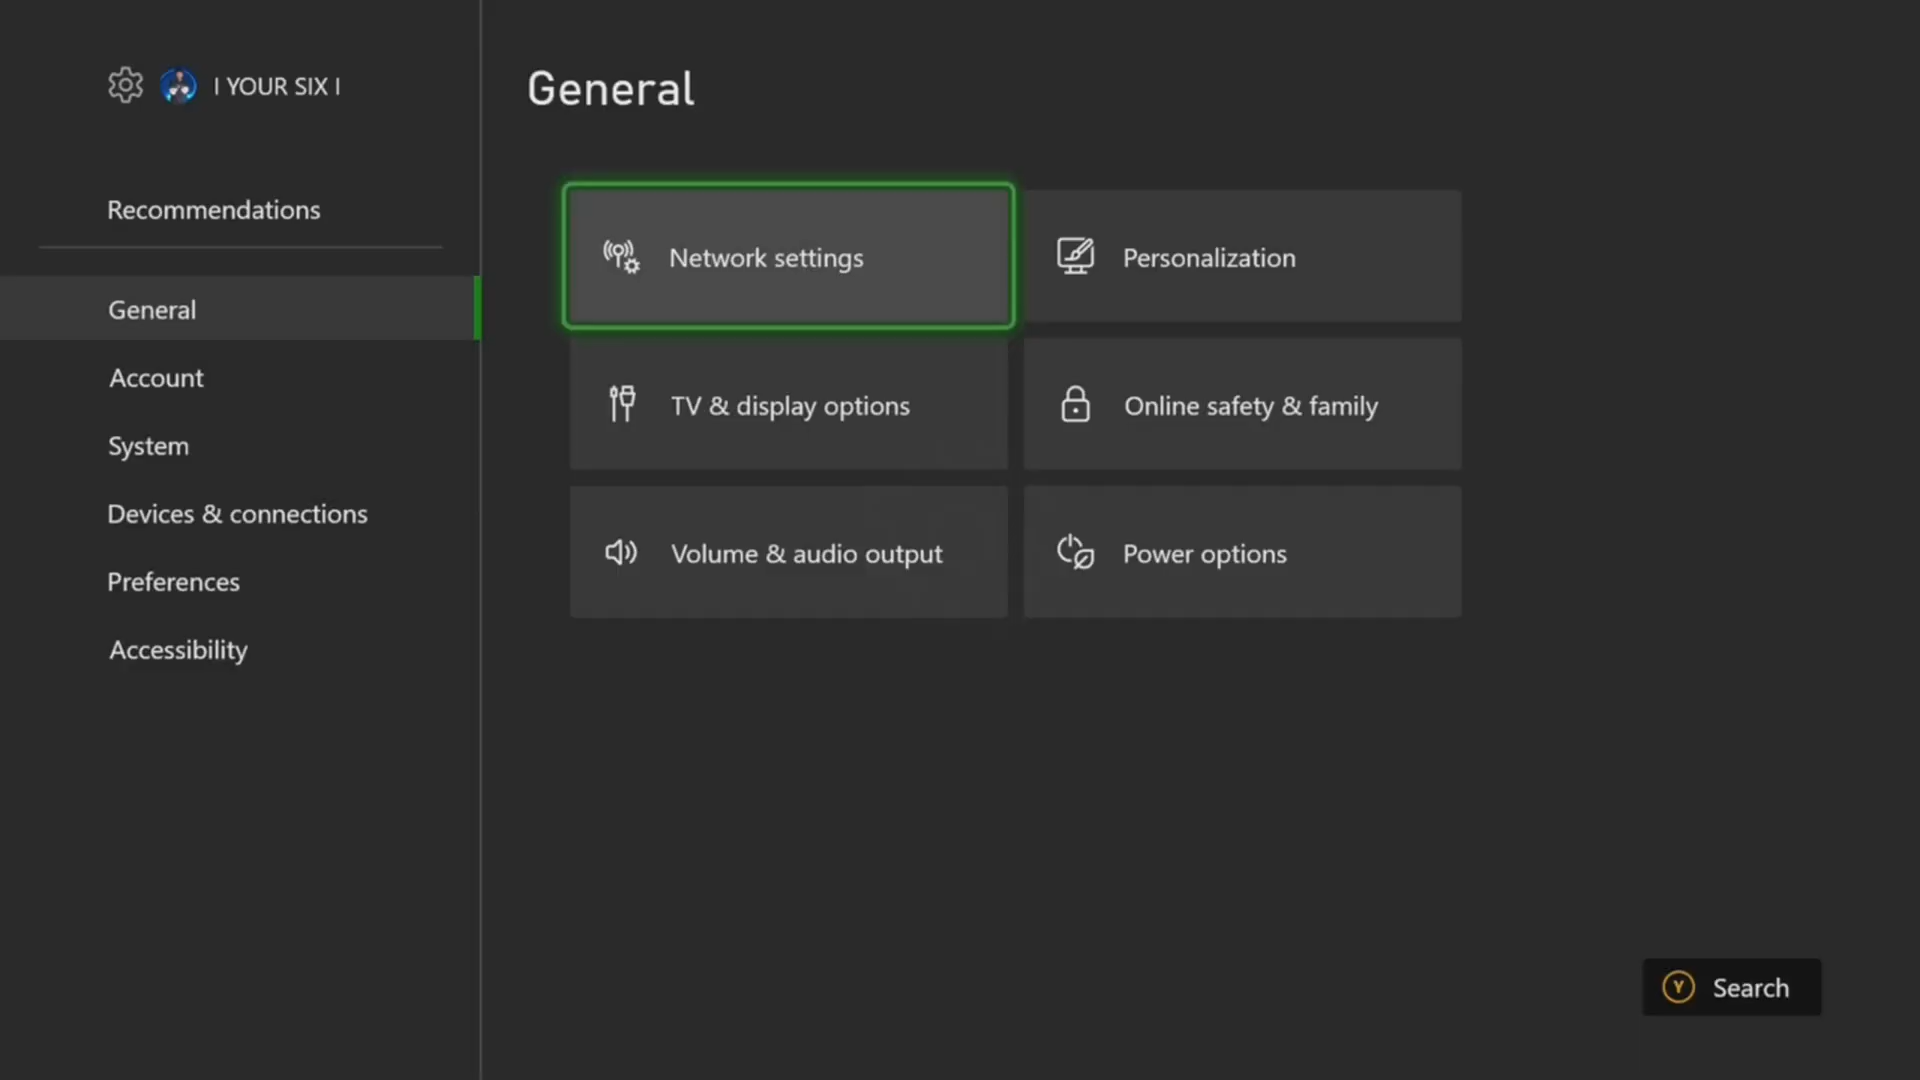 I YOUR SIX I
Recommendations
General
Account
System
Devices & connections
Preferences
Accessibility
General
Network settings
Personalization
TV & display options
Online safety & family
Volume & audio output
Power options
Y Search